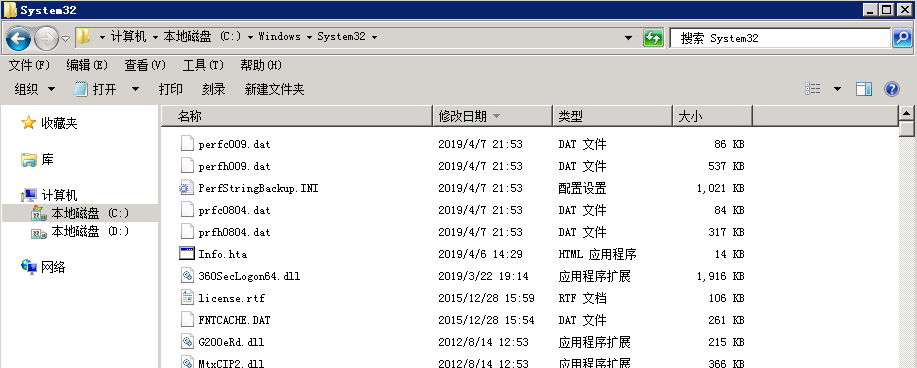 System32
计算机 本地磁盘 (C:) Windows System32 搜索 System32
文件(F) 编辑(E) 查看(V) 工具(T) 帮助(H)
组织 打开 打印 刻录 新建文件夹
名称 修改日期 类型 大小
收藏夹
库
计算机
本地磁盘 (C:)
本地磁盘 (D:)
网络
perfc009.dat 2019/4/7 21:53 DAT 文件 86 KB
perfh009.dat 2019/4/7 21:53 DAT 文件 537 KB
PerfStringBackup.INI 2019/4/7 21:53 配置设置 1,021 KB
prfc0804.dat 2019/4/7 21:53 DAT 文件 84 KB
prfh0804.dat 2019/4/7 21:53 DAT 文件 317 KB
Info.hta 2019/4/6 14:29 HTML 应用程序 14 KB
360SecLogon64.dll 2019/3/22 19:14 应用程序扩展 1,916 KB
license.rtf 2015/12/28 15:59 RTF 文档 106 KB
FNTCACHE.DAT 2015/12/28 15:54 DAT 文件 261 KB
G200eRd.dll 2012/8/14 12:53 应用程序扩展 215 KB
MtxCIP2.dll 2012/8/14 12:53 应用程序扩展 366 KB